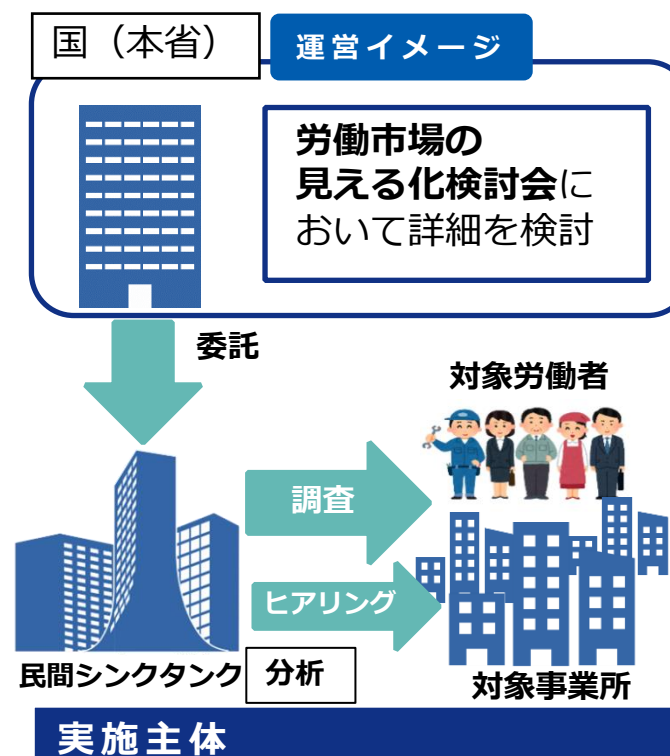 国（本省）
運営イメージ
労働市場の
見える化検討会に
おいて詳細を検討
委託
対象労働者
調査
ヒアリング
民間シンクタンク
分析
対象事業所
実施主体